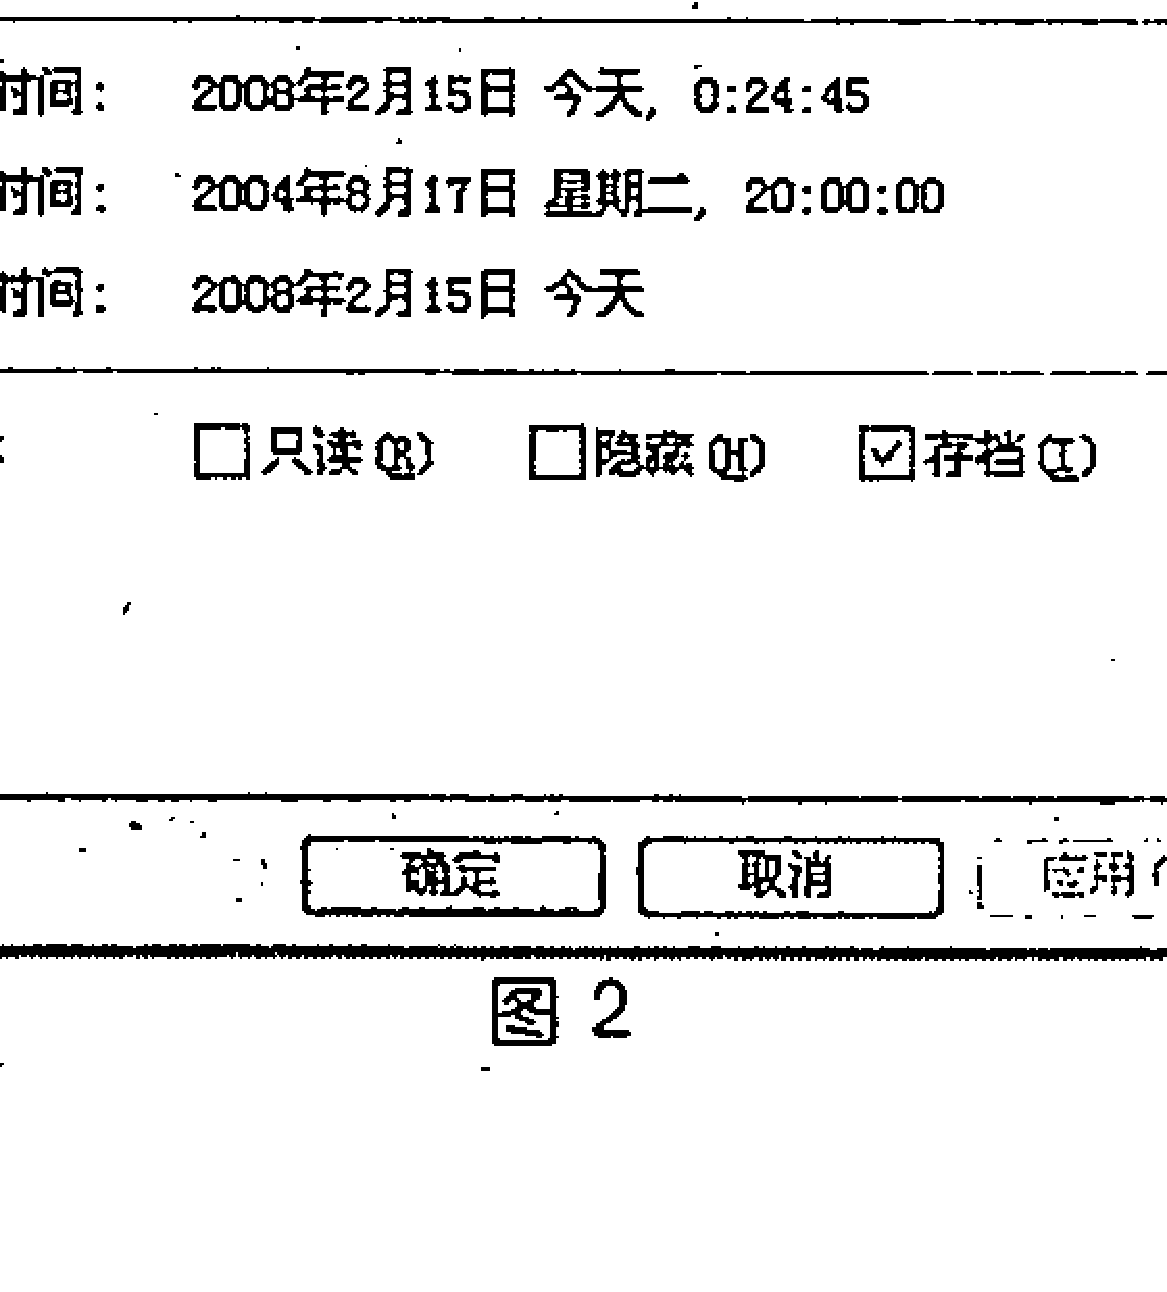 时间: 2008年2月15日 今天, 0:24:45
时间: 2004年8月17日 星期二, 20:00:00
时间: 2008年2月15日 今天
只读(R) 隐藏(H) 存档(I)
确定 取消 应用(
图 2